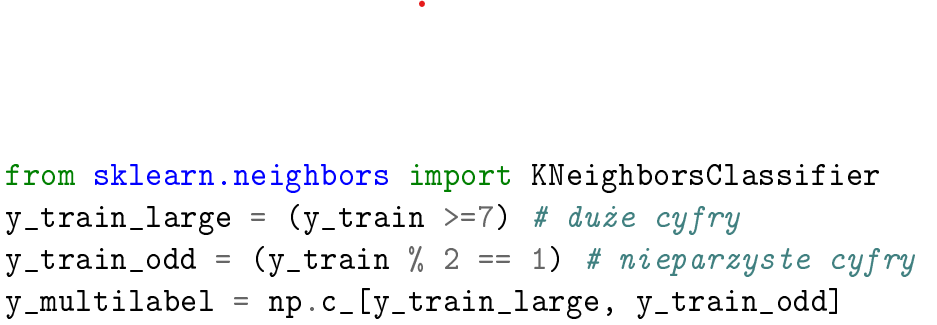 from sklearn.neighbors import KNeighborsClassifier
y_train_large = (y_train >=7) # duże cyfry
y_train_odd = (y_train % 2 == 1) # nieparzyste cyfry
y_multilabel = np.c_[y_train_large, y_train_odd]